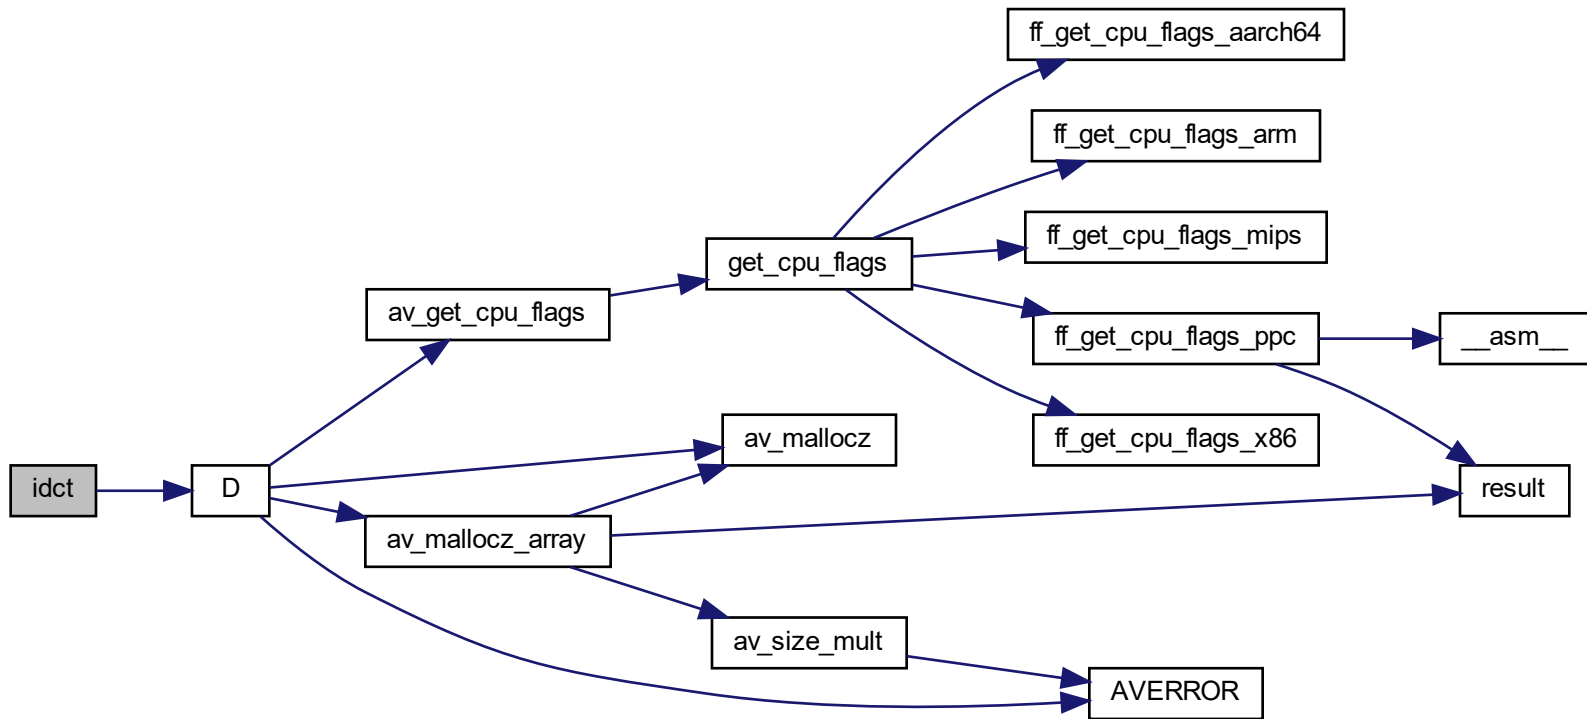 ff_get_cpu_flags_aarch64
ff_get_cpu_flags_arm
ff_get_cpu_flags_mips
get_cpu_flags
av_get_cpu_flags
ff_get_cpu_flags_ppc
__asm__
av_mallocz
ff_get_cpu_flags_x86
idct
D
result
av_mallocz_array
av_size_mult
AVERROR